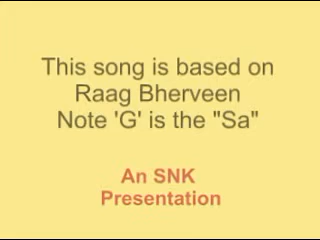 This song is based on
Raag Bherveen
Note 'G' is the "Sa"
An SNK
Presentation